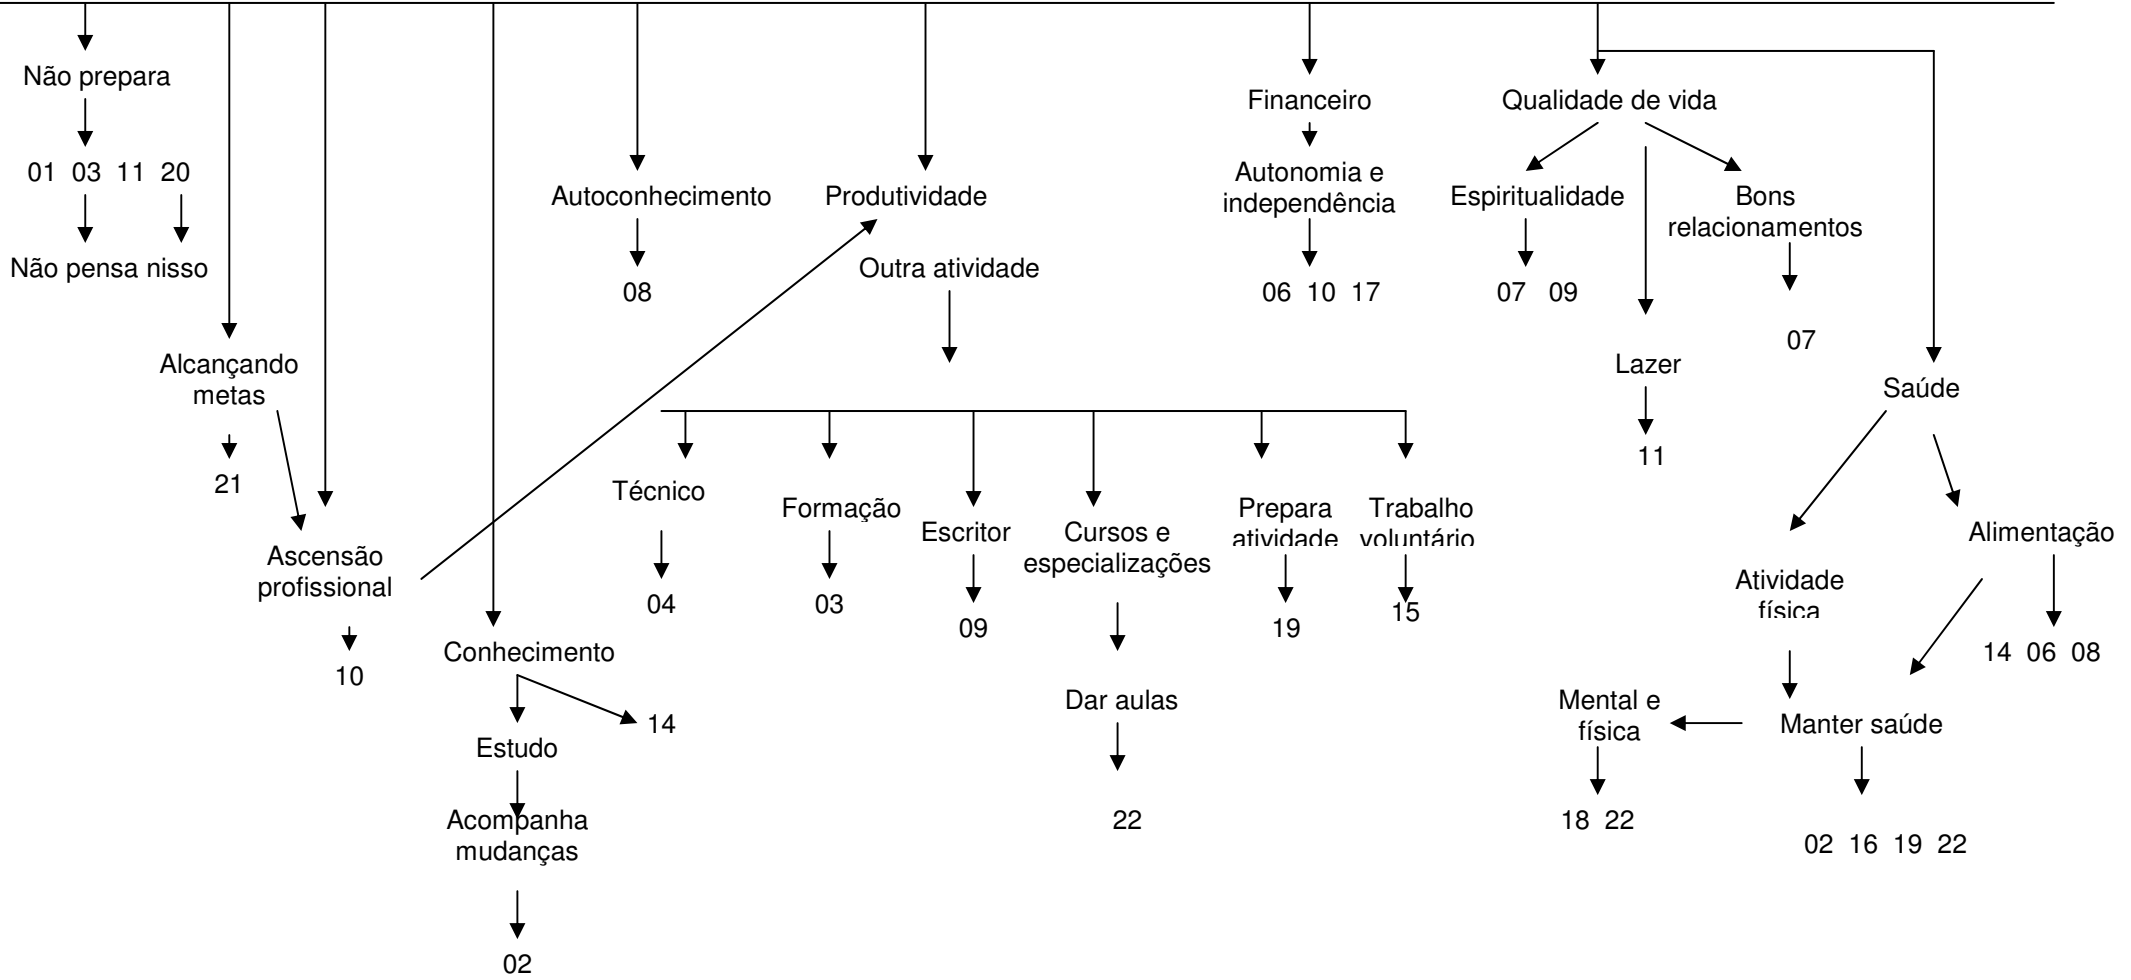 Não prepara
01 03 11 20
Não pensa nisso
Alcançando
metas
21
Ascensão
profissional
10
Conhecimento
14
Estudo
Acompanha
mudanças
02
Autoconhecimento
08
Produtividade
Outra atividade
Técnico
04
Formação
03
Escritor
09
Cursos e
especializações
Dar aulas
22
Prepara
atividade
19
Trabalho
voluntário
15
Financeiro
Autonomia e
independência
06 10 17
Qualidade de vida
Espiritualidade
07 09
Lazer
11
Bons
relacionamentos
07
Saúde
Atividade
física
Alimentação
14 06 08
Manter saúde
02 16 19 22
Mental e
física
18 22